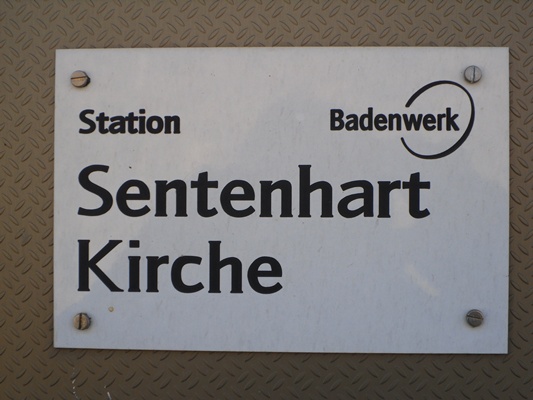 Station Badenwerk
Sentenhart
Kirche